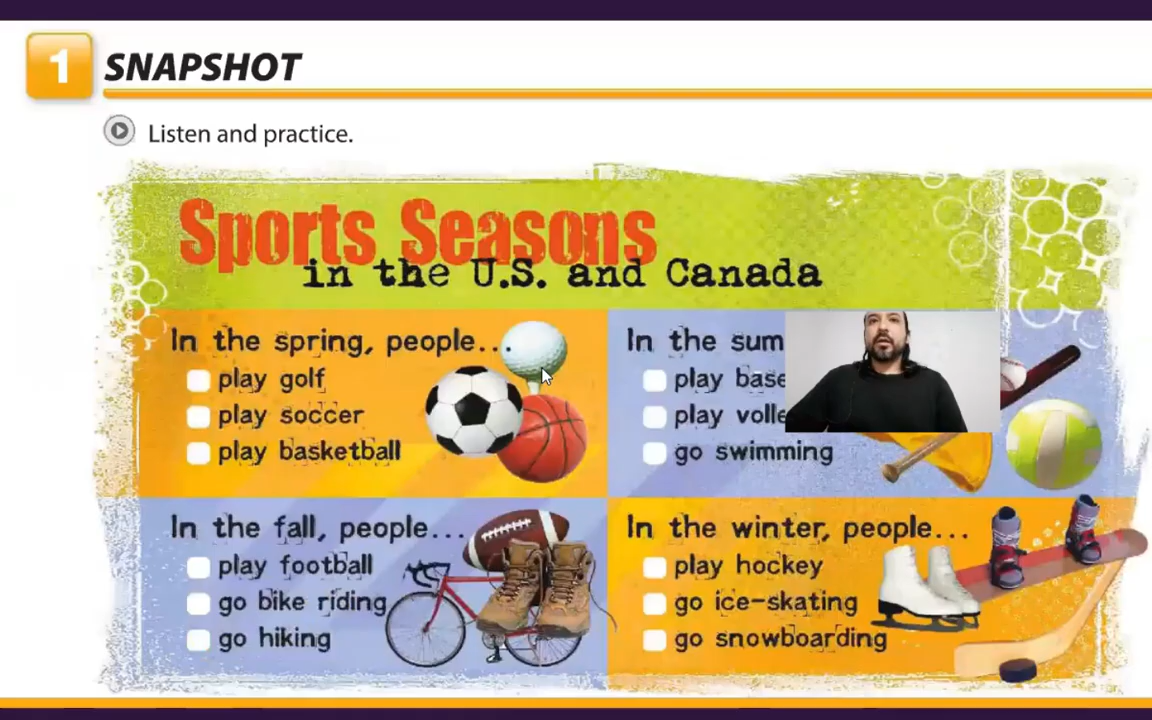 1 SNAPSHOT
Listen and practice.
Sports Seasons
in the U.S. and Canada
In the spring, people...
play golf
play soccer
play basketball
In the sum
play base
play volle
go swimming
In the fall, people...
play football
go bike riding
go hiking
In the winter, people...
play hockey
go ice-skating
go snowboarding